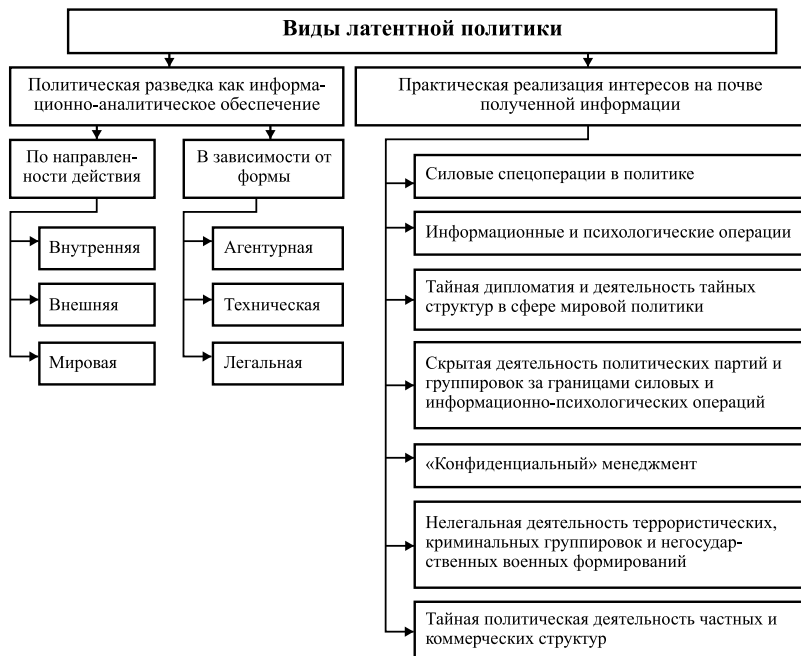 Виды латентной политики
Политическая разведка как информа-
ционно-аналитическое обеспечение
По направлен-
ности действия
Внутренняя
Внешняя
Мировая
В зависимости от
формы
Агентурная
Техническая
Легальная
Практическая реализация интересов на почве
полученной информации
Силовые спецоперации в политике
Информационные и психологические операции
Тайная дипломатия и деятельность тайных
структур в сфере мировой политики
Скрытая деятельность политических партий и
группировок за границами силовых и
информационно-психологических операций
«Конфиденциальный» менеджмент
Нелегальная деятельность террористических,
криминальных группировок и негосудар-
ственных военных формирований
Тайная политическая деятельность частных и
коммерческих структур